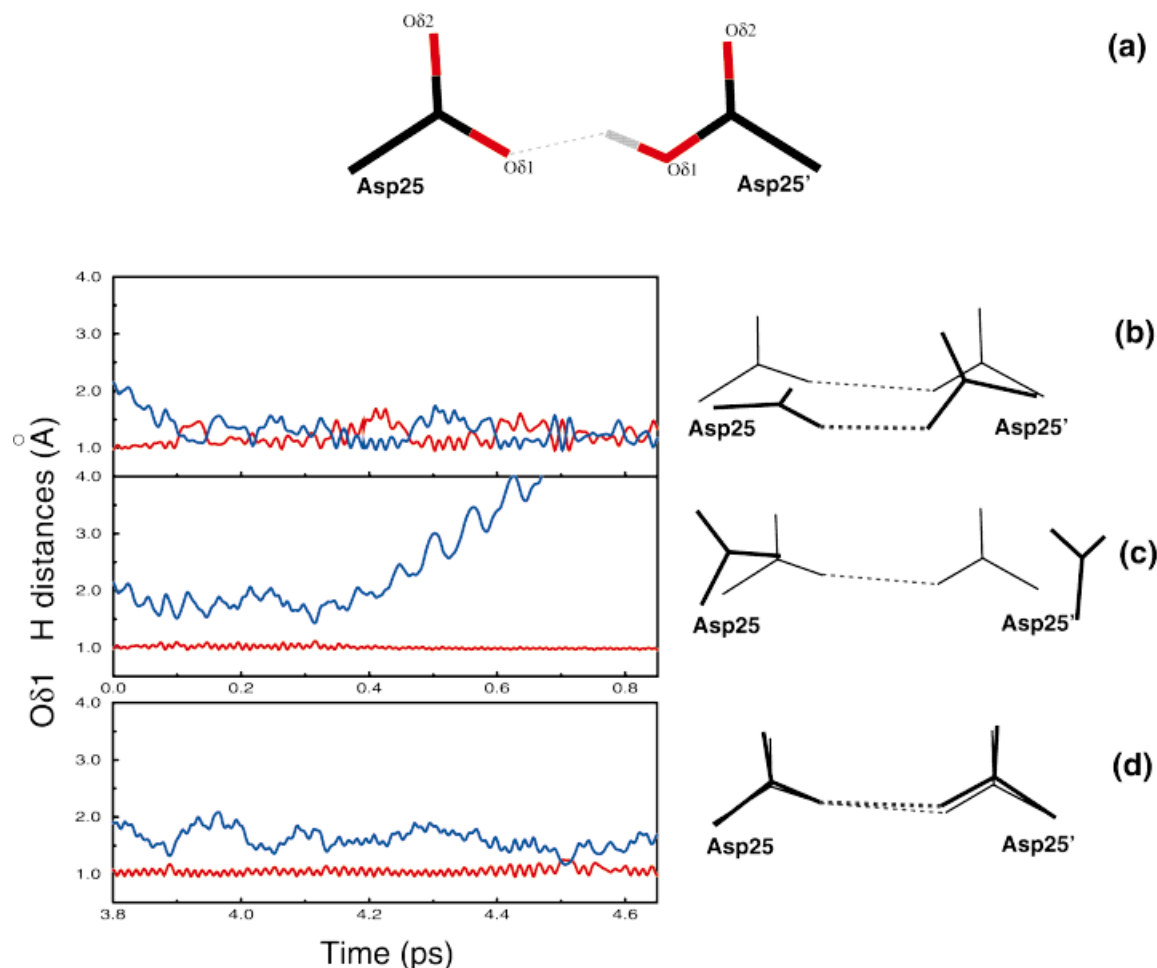 Oδ2
Oδ2
(a)
Oδ1
Oδ1
Asp25
Asp25'
Oδ1 H distances (Å)
4.0
3.0
2.0
1.0
(b)
Asp25
Asp25'
4.0
3.0
2.0
1.0
0.0 0.2 0.4 0.6 0.8
(c)
Asp25
Asp25'
4.0
3.0
2.0
1.0
3.8 4.0 4.2 4.4 4.6
(d)
Asp25
Asp25'
Time (ps)